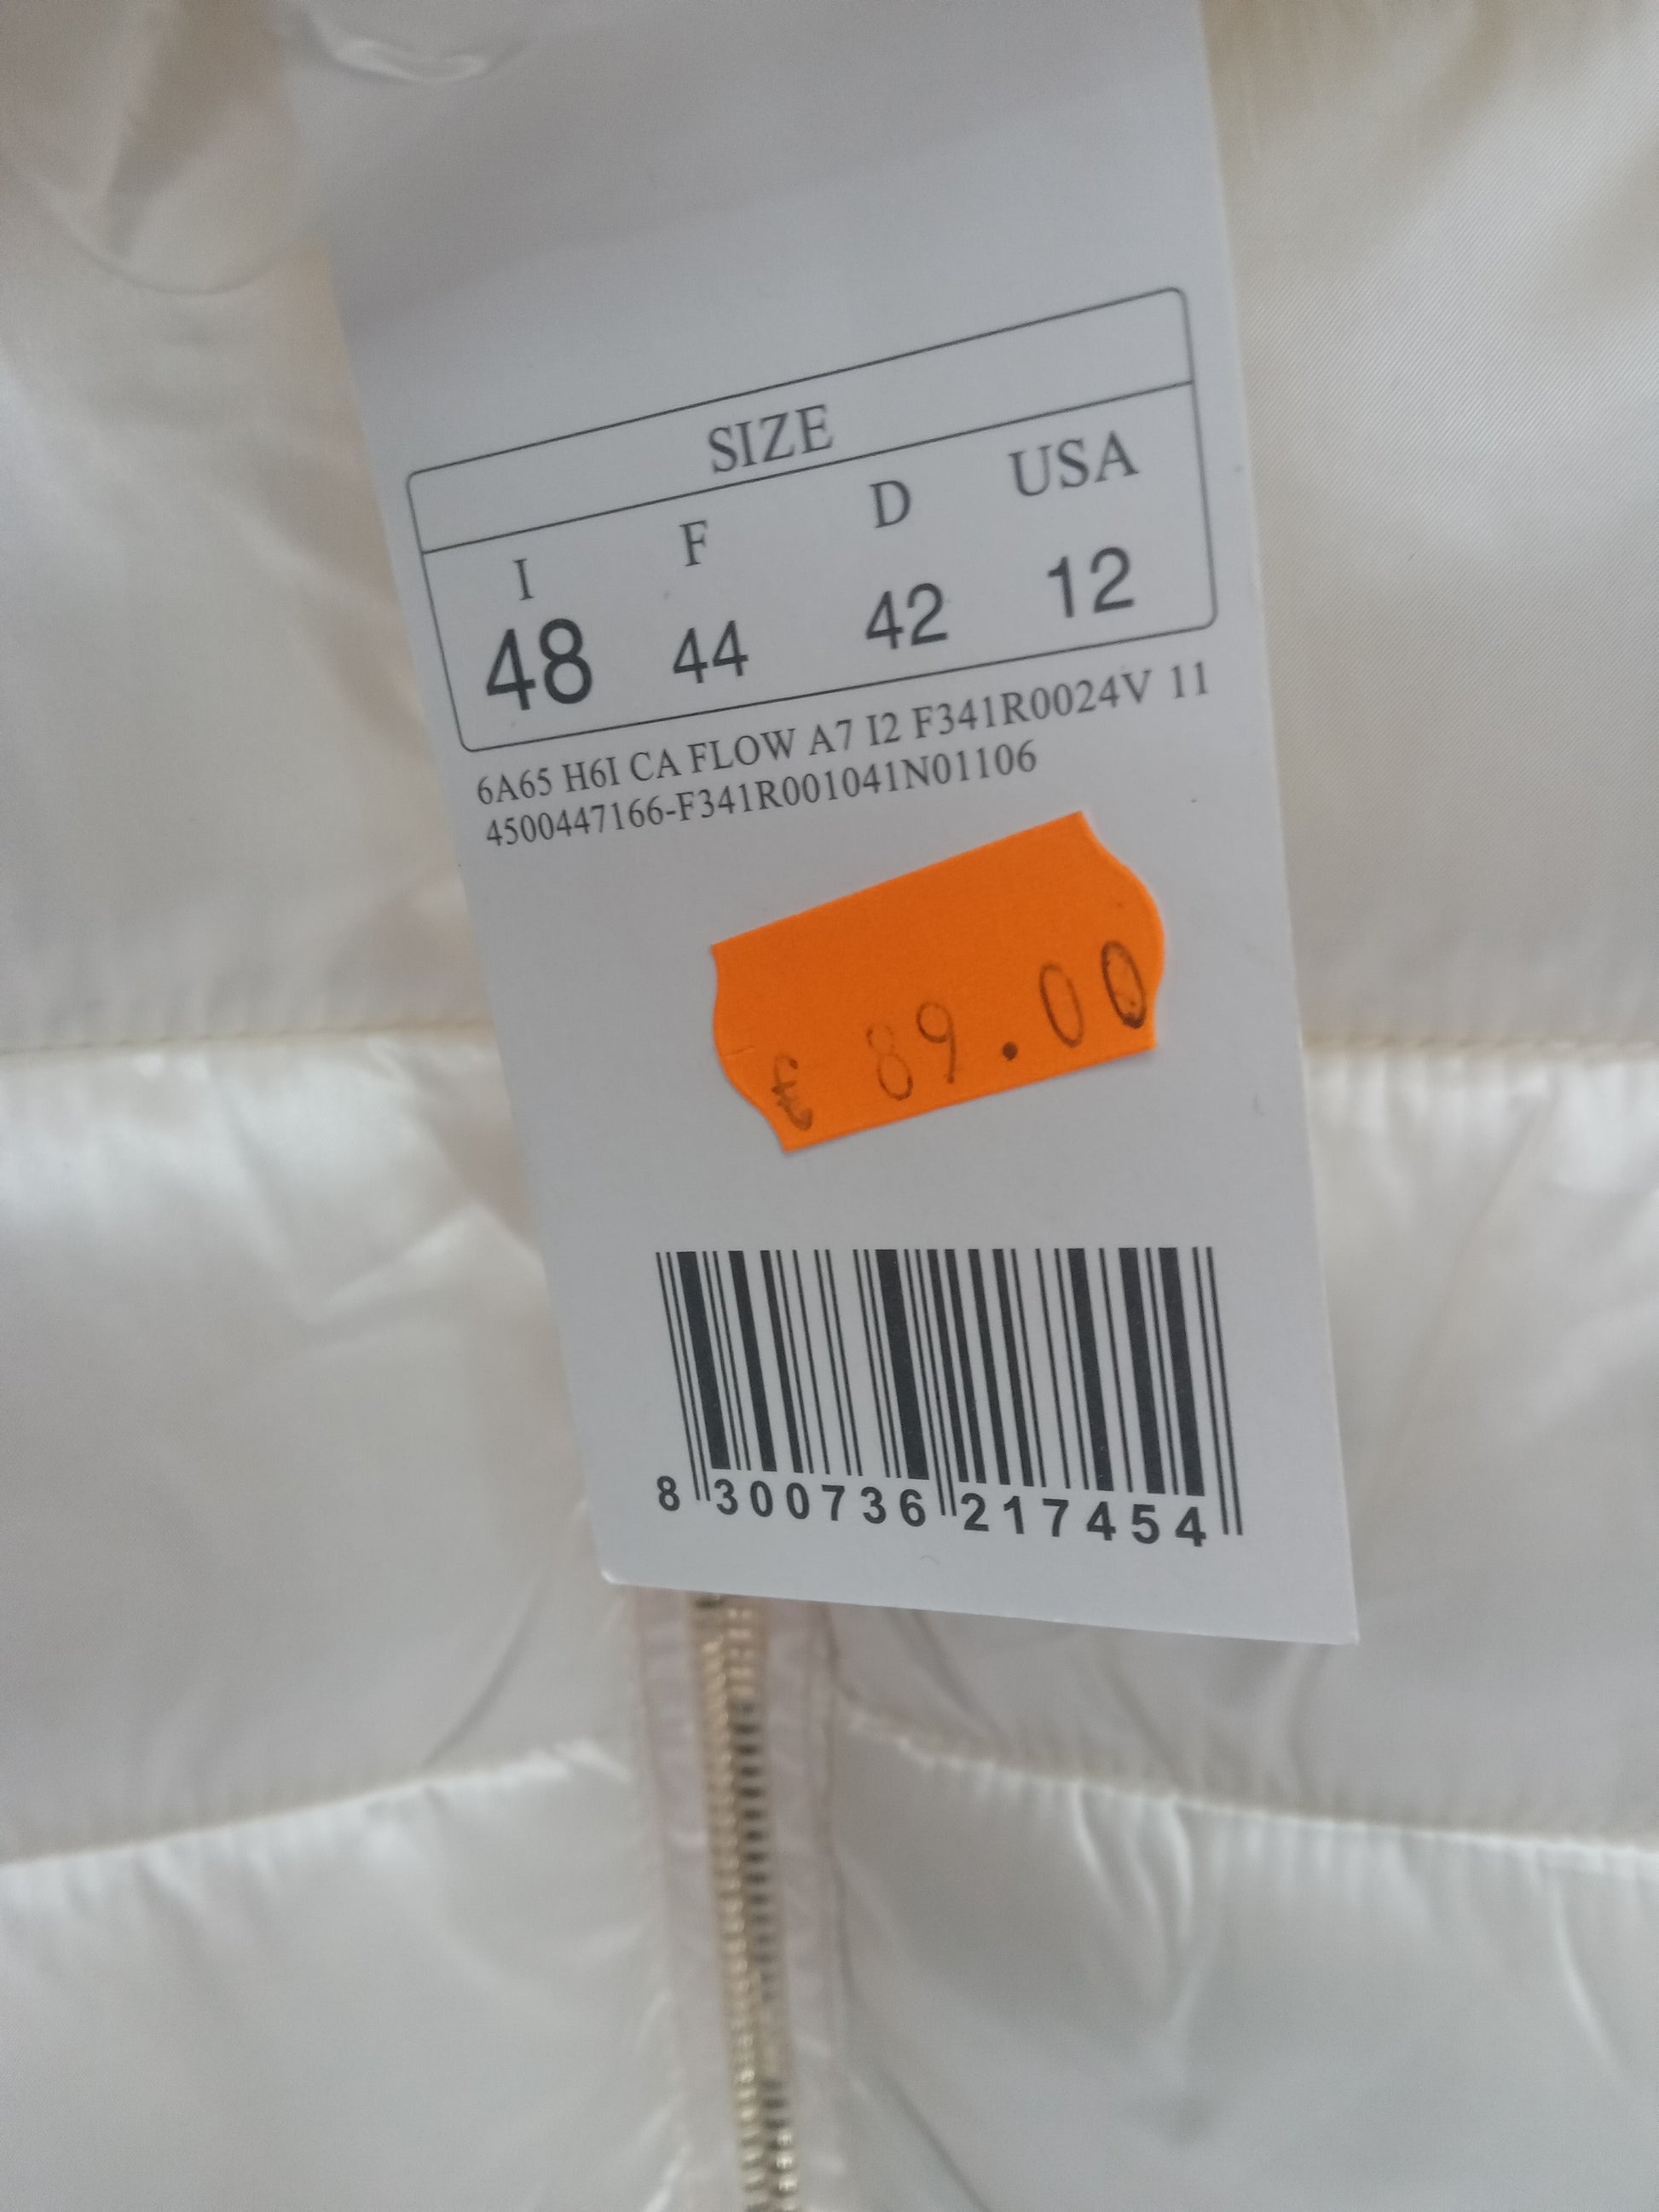 SIZE
I F D USA
48 44 42 12
6A65 H6I CA FLOW A7 I2 F341R0024V 11
4500447166-F341R001041N01106
€ 89.00
8 300736 217454